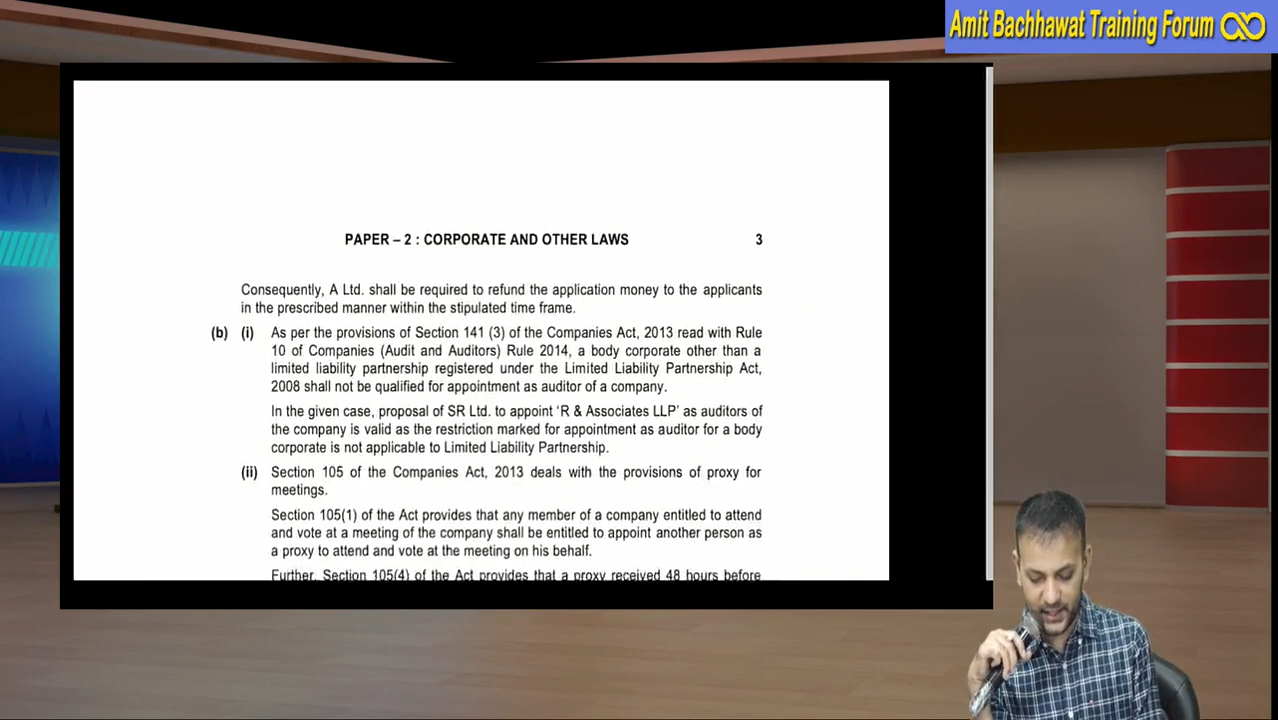 Amit Bachhawat Training Forum
PAPER – 2 : CORPORATE AND OTHER LAWS 3
Consequently, A Ltd. shall be required to refund the application money to the applicants
in the prescribed manner within the stipulated time frame.
(b) (i) As per the provisions of Section 141 (3) of the Companies Act, 2013 read with Rule
10 of Companies (Audit and Auditors) Rule 2014, a body corporate other than a
limited liability partnership registered under the Limited Liability Partnership Act,
2008 shall not be qualified for appointment as auditor of a company.
In the given case, proposal of SR Ltd. to appoint ‘R & Associates LLP’ as auditors of
the company is valid as the restriction marked for appointment as auditor for a body
corporate is not applicable to Limited Liability Partnership.
(ii) Section 105 of the Companies Act, 2013 deals with the provisions of proxy for
meetings.
Section 105(1) of the Act provides that any member of a company entitled to attend
and vote at a meeting of the company shall be entitled to appoint another person as
a proxy to attend and vote at the meeting on his behalf.
Further, Section 105(4) of the Act provides that a proxy received 48 hours before